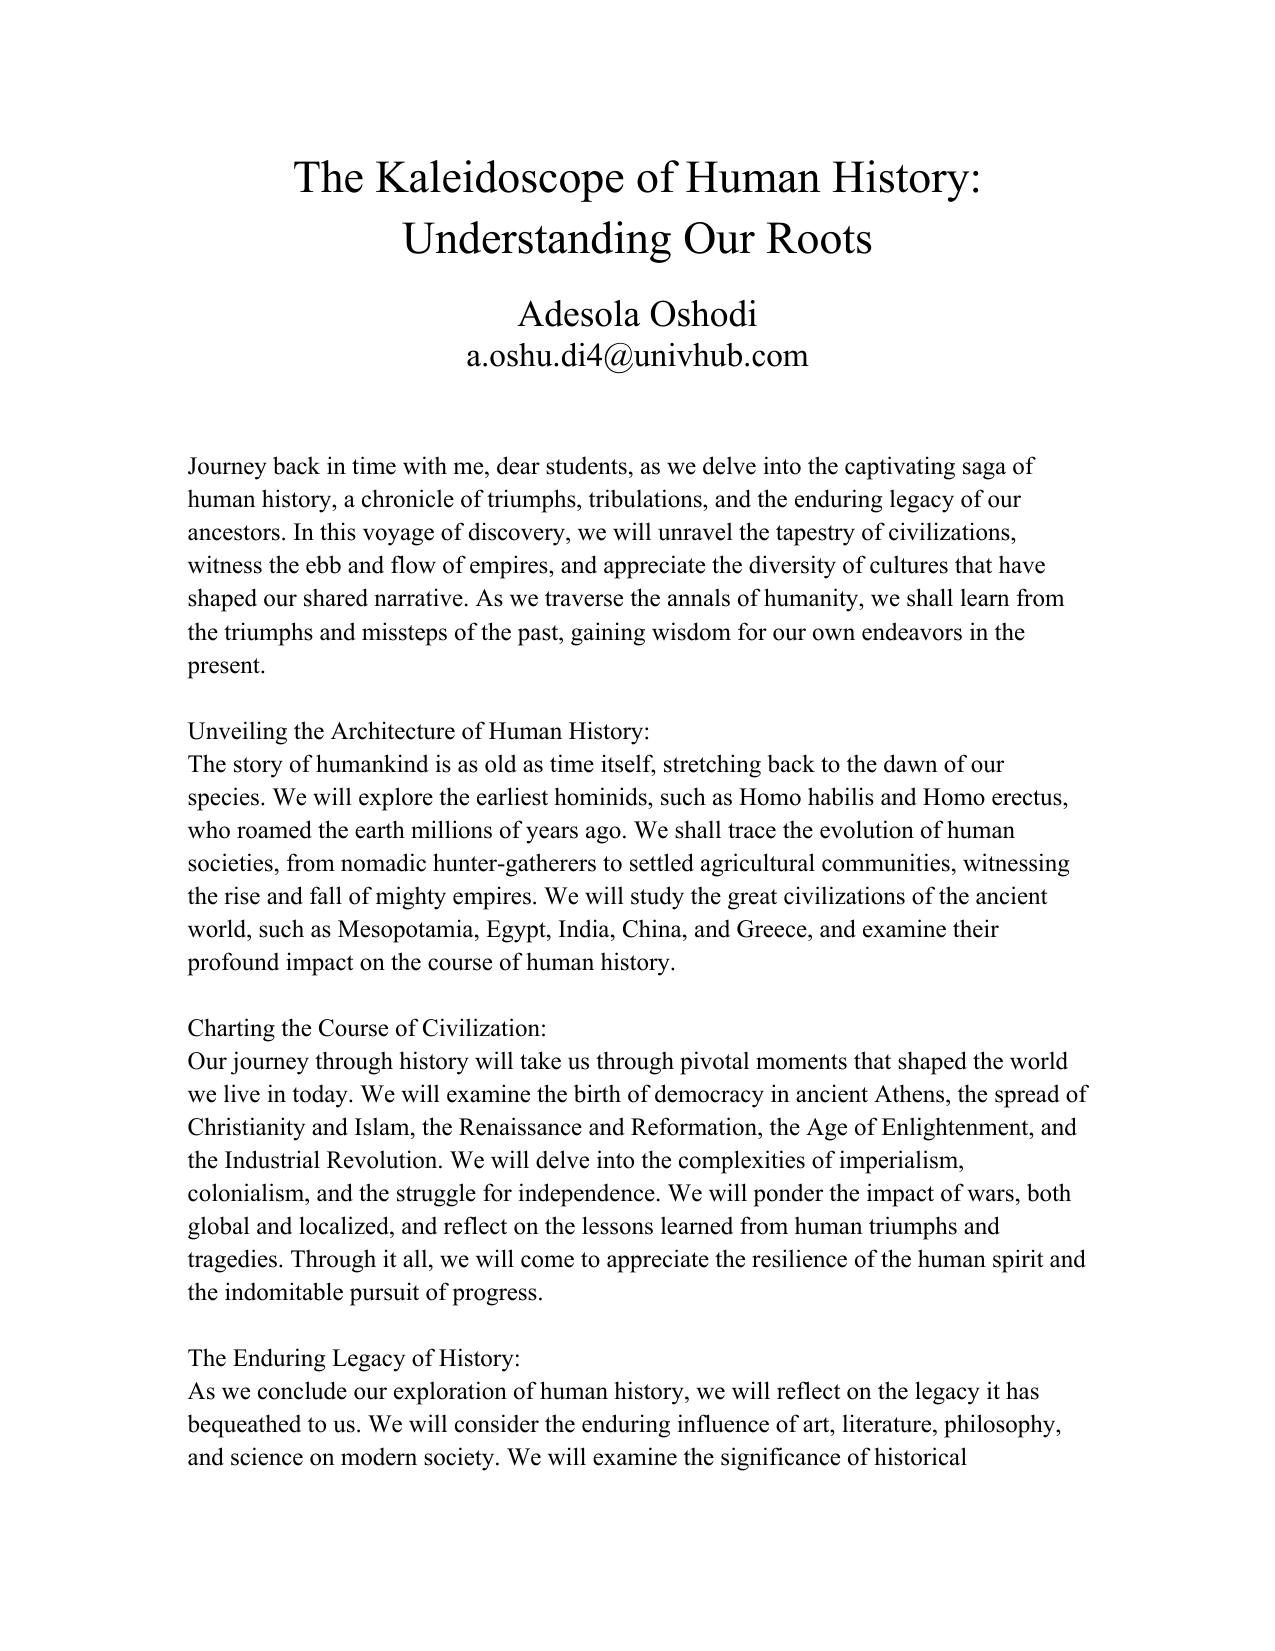 The Kaleidoscope of Human History:
Understanding Our Roots
Adesola Oshodi
a.oshu.di4@univhub.com
Journey back in time with me, dear students, as we delve into the captivating saga of
human history, a chronicle of triumphs, tribulations, and the enduring legacy of our
ancestors. In this voyage of discovery, we will unravel the tapestry of civilizations,
witness the ebb and flow of empires, and appreciate the diversity of cultures that have
shaped our shared narrative. As we traverse the annals of humanity, we shall learn from
the triumphs and missteps of the past, gaining wisdom for our own endeavors in the
present.
Unveiling the Architecture of Human History:
The story of humankind is as old as time itself, stretching back to the dawn of our
species. We will explore the earliest hominids, such as Homo habilis and Homo erectus,
who roamed the earth millions of years ago. We shall trace the evolution of human
societies, from nomadic hunter-gatherers to settled agricultural communities, witnessing
the rise and fall of mighty empires. We will study the great civilizations of the ancient
world, such as Mesopotamia, Egypt, India, China, and Greece, and examine their
profound impact on the course of human history.
Charting the Course of Civilization:
Our journey through history will take us through pivotal moments that shaped the world
we live in today. We will examine the birth of democracy in ancient Athens, the spread of
Christianity and Islam, the Renaissance and Reformation, the Age of Enlightenment, and
the Industrial Revolution. We will delve into the complexities of imperialism,
colonialism, and the struggle for independence. We will ponder the impact of wars, both
global and localized, and reflect on the lessons learned from human triumphs and
tragedies. Through it all, we will come to appreciate the resilience of the human spirit and
the indomitable pursuit of progress.
The Enduring Legacy of History:
As we conclude our exploration of human history, we will reflect on the legacy it has
bequeathed to us. We will consider the enduring influence of art, literature, philosophy,
and science on modern society. We will examine the significance of historical